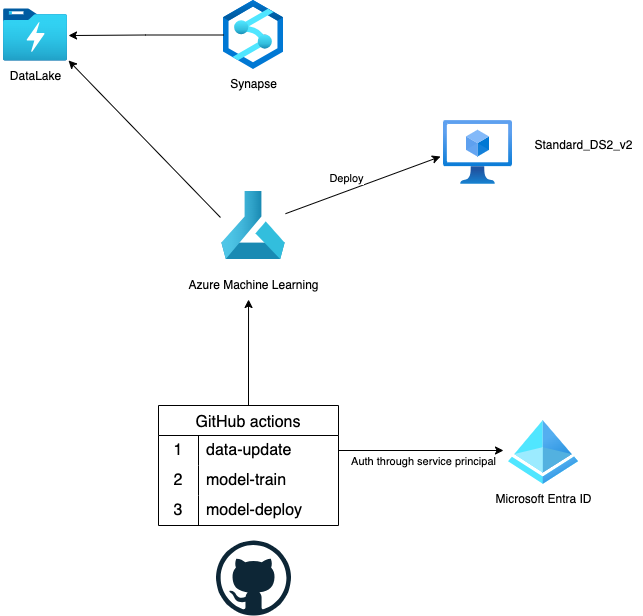 DataLake
Synapse
Standard_DS2_v2
Deploy
Azure Machine Learning
GitHub actions
1 data-update
2 model-train
3 model-deploy
Auth through service principal
Microsoft Entra ID